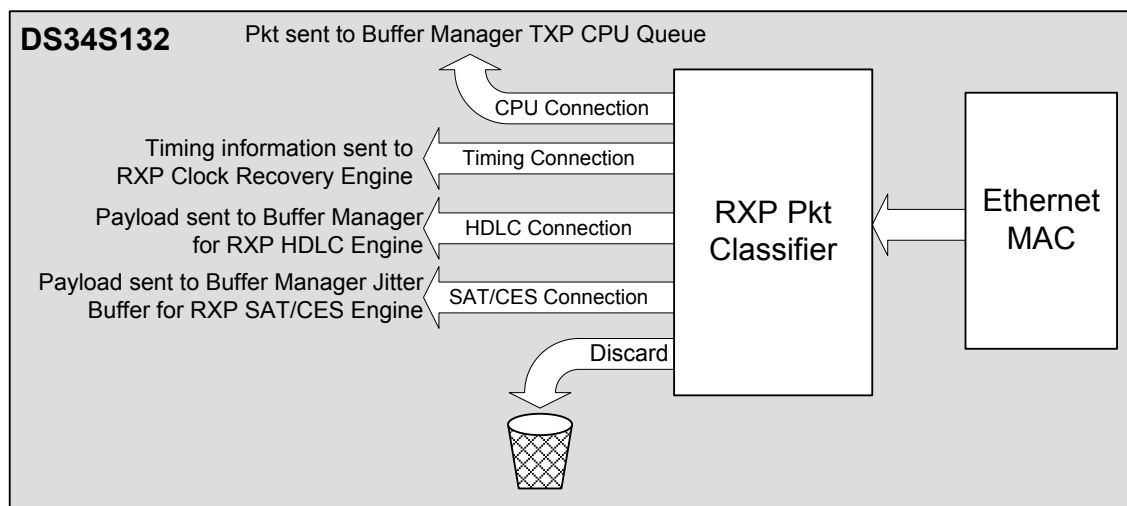 DS34S132
Pkt sent to Buffer Manager TXP CPU Queue
CPU Connection
Timing information sent to
RXP Clock Recovery Engine
Timing Connection
Payload sent to Buffer Manager
for RXP HDLC Engine
HDLC Connection
Payload sent to Buffer Manager Jitter
Buffer for RXP SAT/CES Engine
SAT/CES Connection
Discard
RXP Pkt
Classifier
Ethernet
MAC